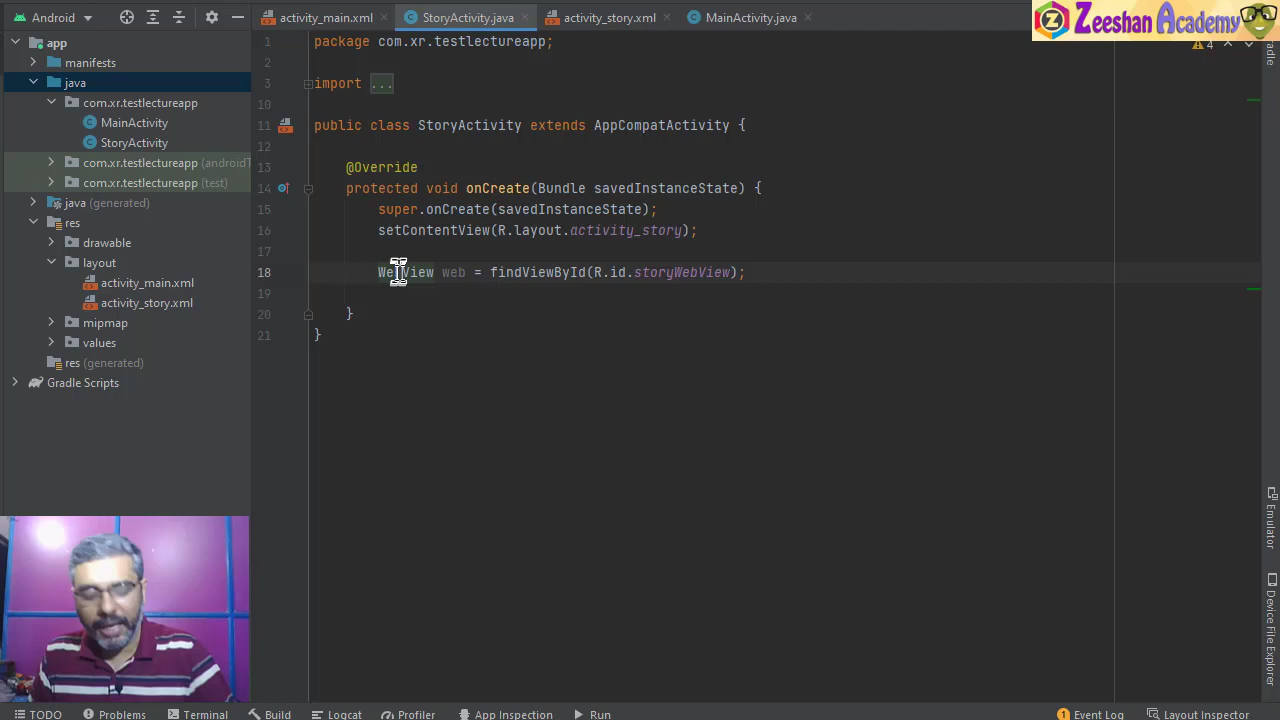 Android
activity_main.xml
StoryActivity.java
activity_story.xml
MainActivity.java
Zeeshan
Academy
4
app
manifests
java
com.xr.testlectureapp
MainActivity
StoryActivity
com.xr.testlectureapp (androidT
com.xr.testlectureapp (test)
java (generated)
res
drawable
layout
activity_main.xml
activity_story.xml
mipmap
values
res (generated)
Gradle Scripts
1 package com.xr.testlectureapp;
2
3 import ...
10
11 public class StoryActivity extends AppCompatActivity {
12
13 @Override
14 protected void onCreate(Bundle savedInstanceState) {
15 super.onCreate(savedInstanceState);
16 setContentView(R.layout.activity_story);
17
18 WebView web = findViewById(R.id.storyWebView);
19
20 }
21 }
Emulator
Device File Explorer
TODO
Problems
Terminal
Build
Logcat
Profiler
App Inspection
Run
1 Event Log
Layout Inspector